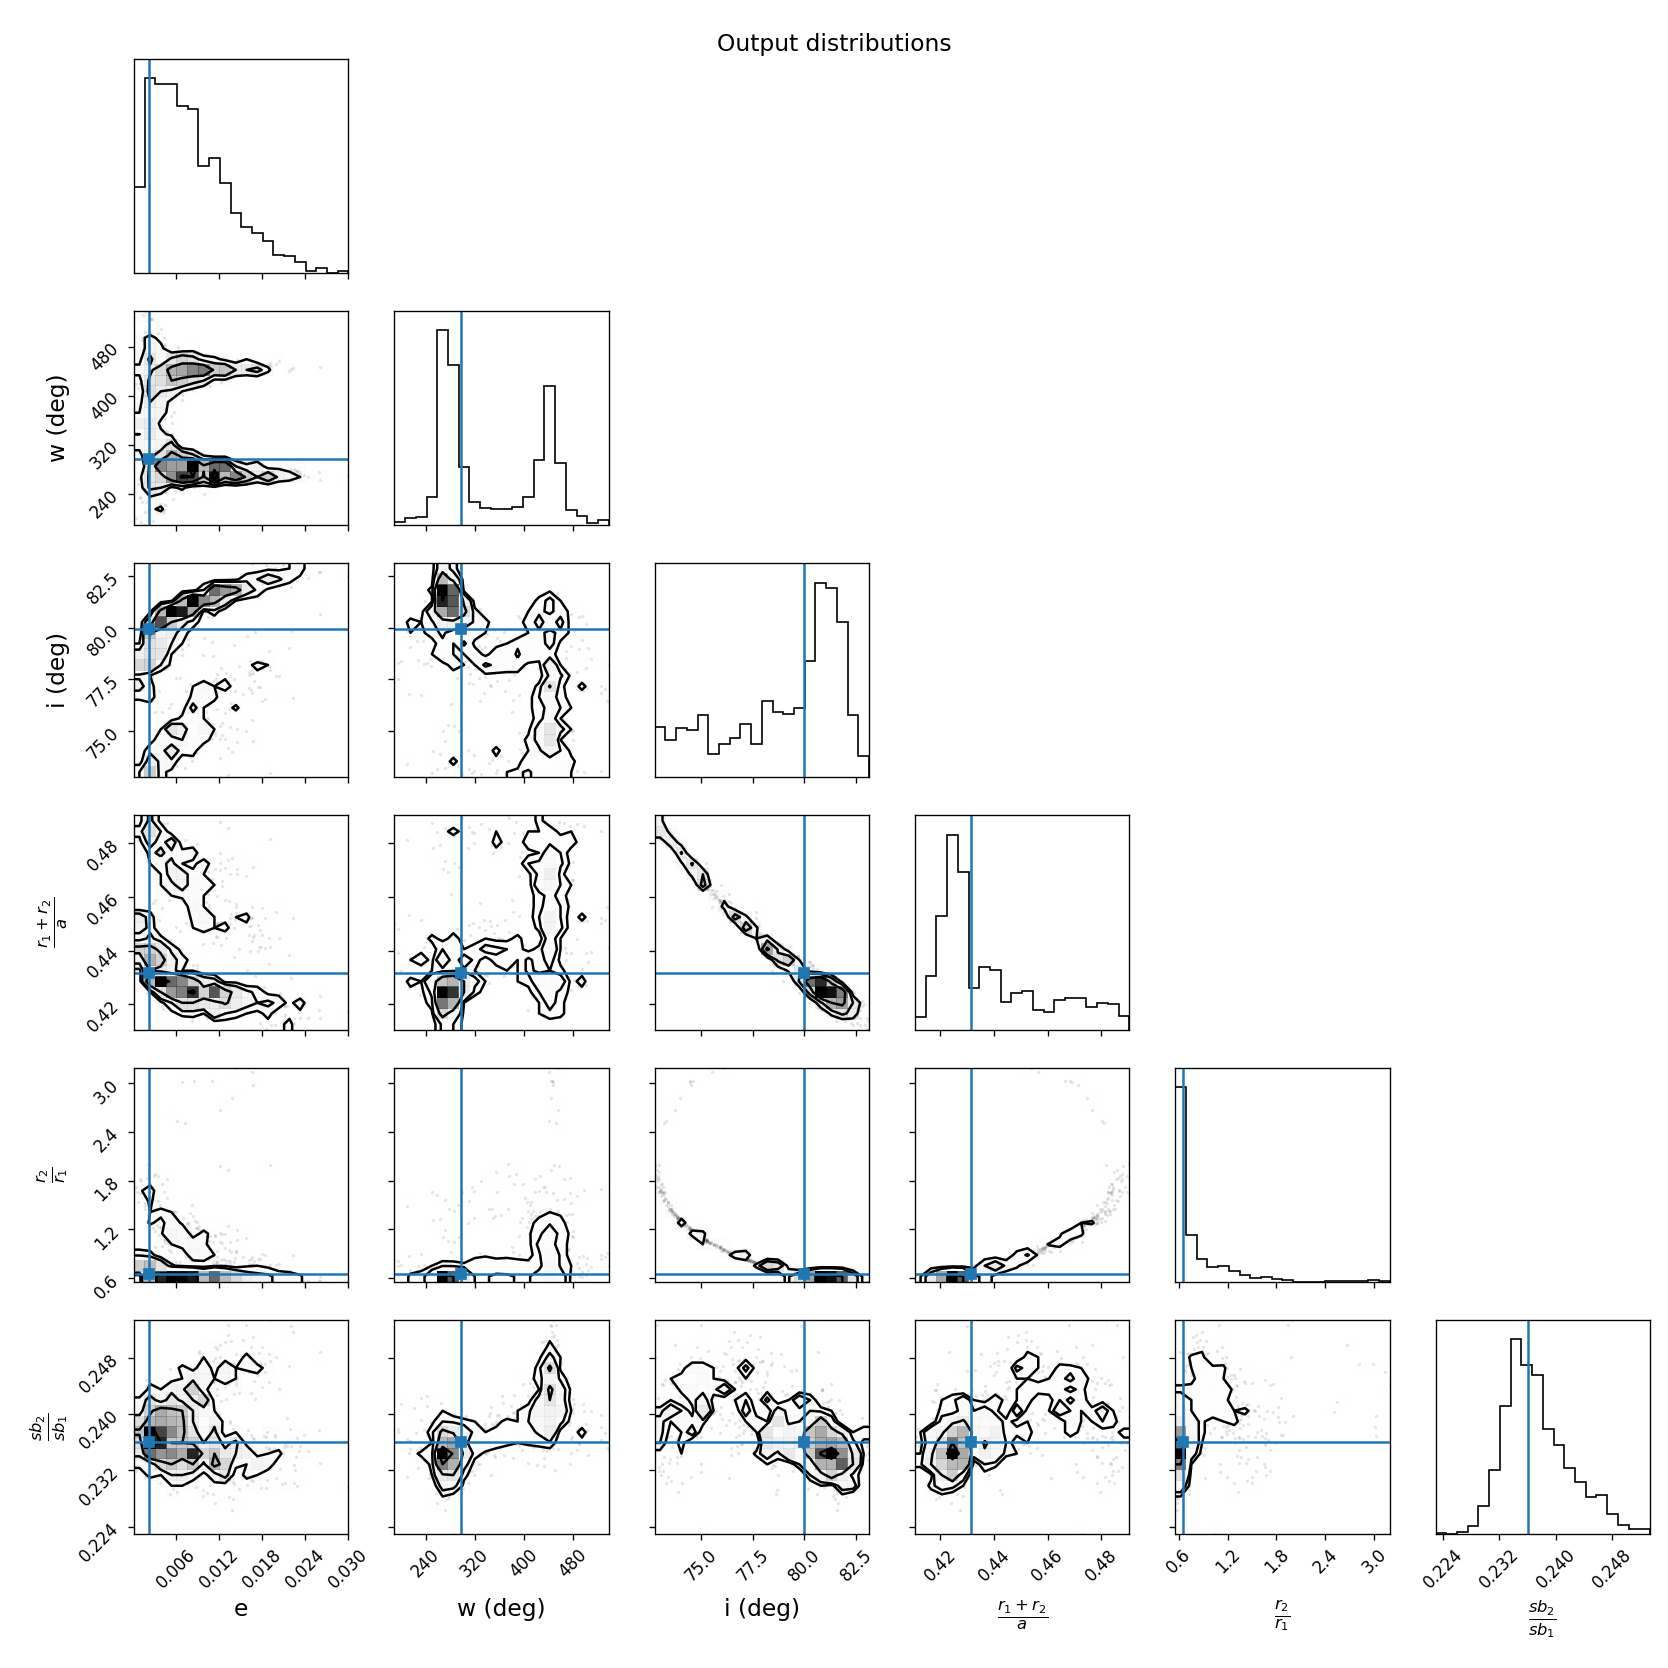 Output distributions
w (deg)
480
400
320
240
i (deg)
82.5
80.0
77.5
75.0
r₁ + r₂
a
0.48
0.46
0.44
0.42
r₂
r₁
3.0
2.4
1.8
1.2
0.6
sb₂
sb₁
0.248
0.240
0.232
0.224
0.006 0.012 0.018 0.024 0.030 240 320 400 480 75.0 77.5 80.0 82.5 0.42 0.44 0.46 0.48 0.6 1.2 1.8 2.4 3.0 0.224 0.232 0.240 0.248
e w (deg) i (deg) r₁ + r₂ r₂ sb₂
a r₁ sb₁